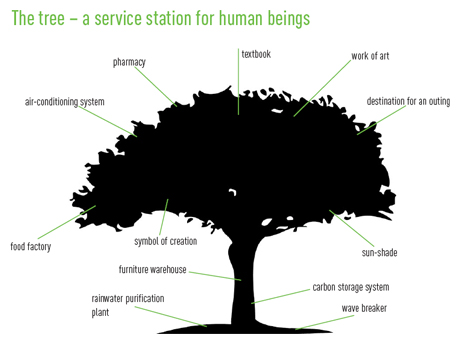 The tree – a service station for human beings
textbook
pharmacy
work of art
air-conditioning system
destination for an outing
food factory
symbol of creation
sun-shade
furniture warehouse
carbon storage system
rainwater purification
plant
wave breaker